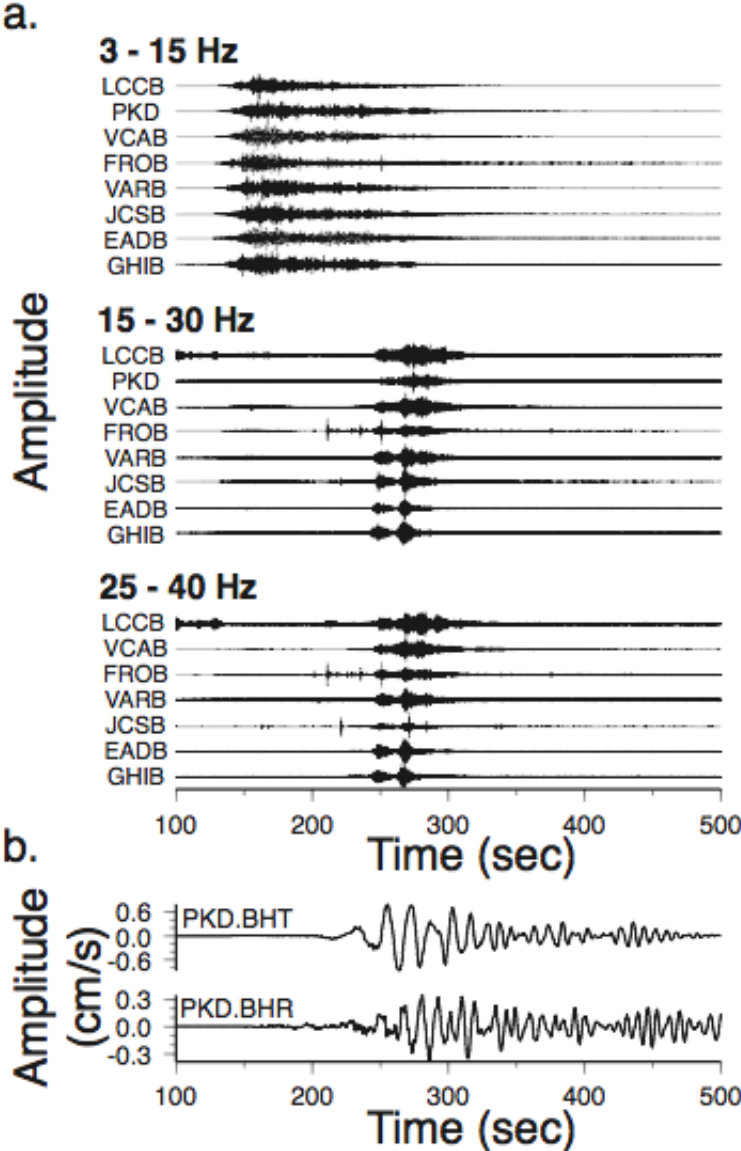 a.
3 - 15 Hz
LCCB
PKD
VCAB
FROB
VARB
JCSB
EADB
GHIB
15 - 30 Hz
LCCB
PKD
VCAB
FROB
VARB
JCSB
EADB
GHIB
25 - 40 Hz
LCCB
VCAB
FROB
VARB
JCSB
EADB
GHIB
Amplitude
100 200 300 400 500
Time (sec)
b.
Amplitude
(cm/s)
0.6
0.0
-0.6
PKD.BHT
0.3
0.0
-0.3
PKD.BHR
100 200 300 400 500
Time (sec)